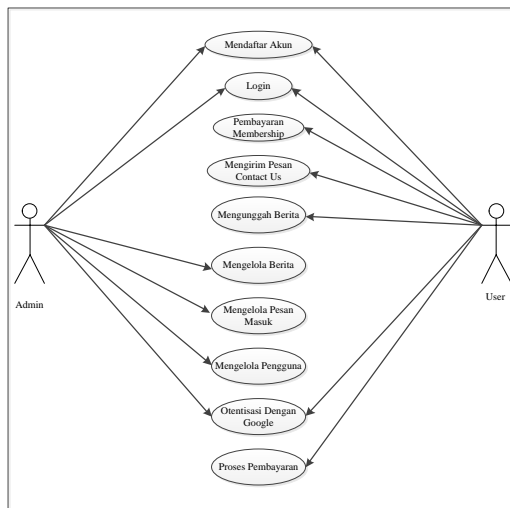 Mendaftar Akun
Login
Pembayaran
Membership
Mengirim Pesan
Contact Us
Mengunggah Berita
Mengelola Berita
Admin
User
Mengelola Pesan
Masuk
Mengelola Pengguna
Otentisasi Dengan
Google
Proses Pembayaran